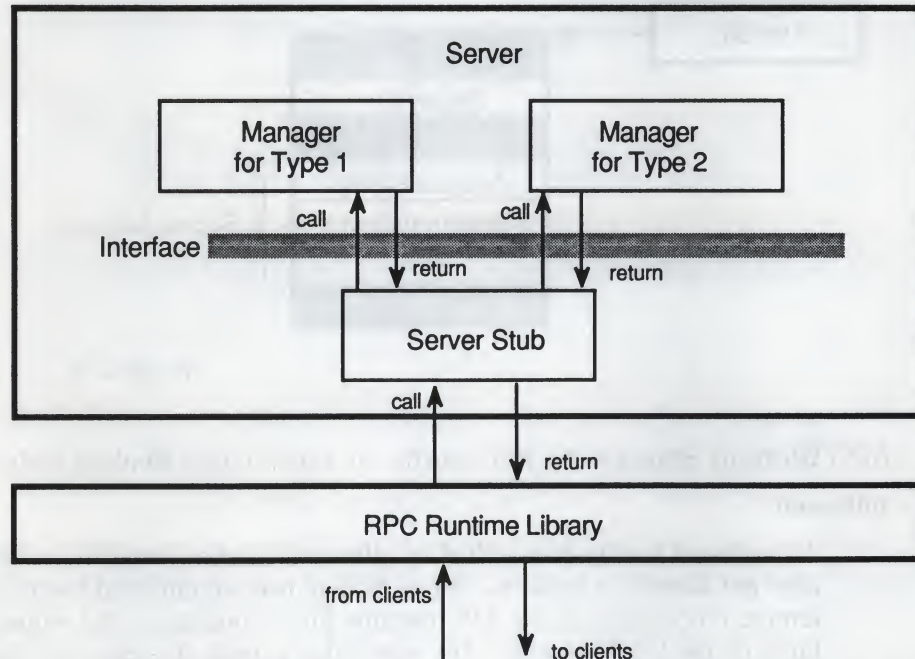 Server
Manager
for Type 1
Manager
for Type 2
call
call
Interface
return
return
Server Stub
call
return
RPC Runtime Library
from clients
to clients